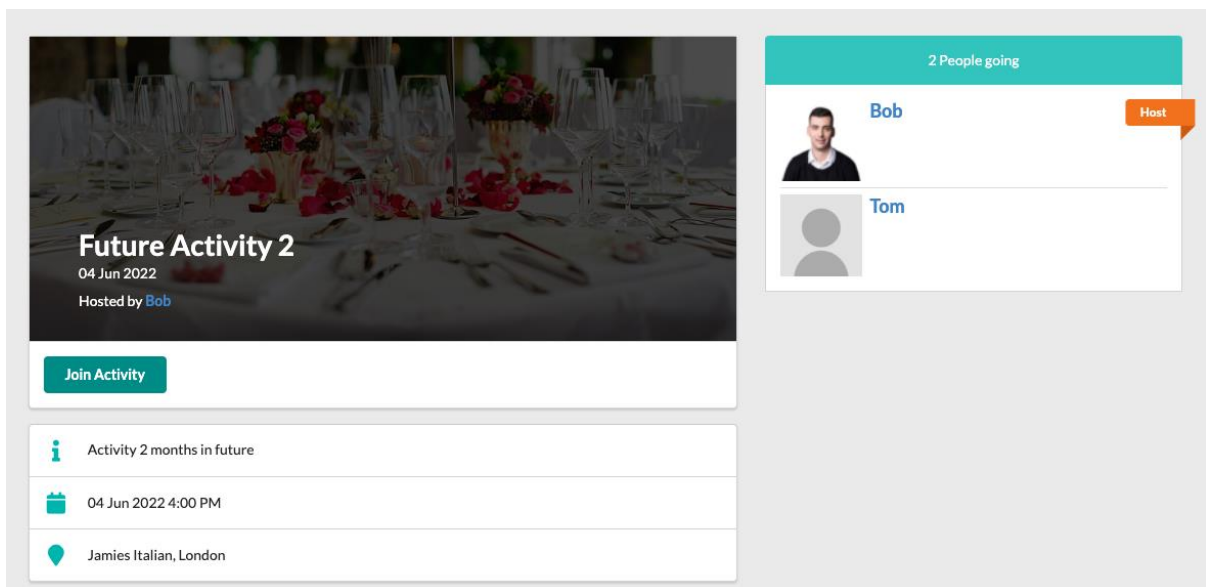 Future Activity 2
04 Jun 2022
Hosted by Bob
Join Activity
Activity 2 months in future
04 Jun 2022 4:00 PM
Jamies Italian, London
2 People going
Bob
Host
Tom